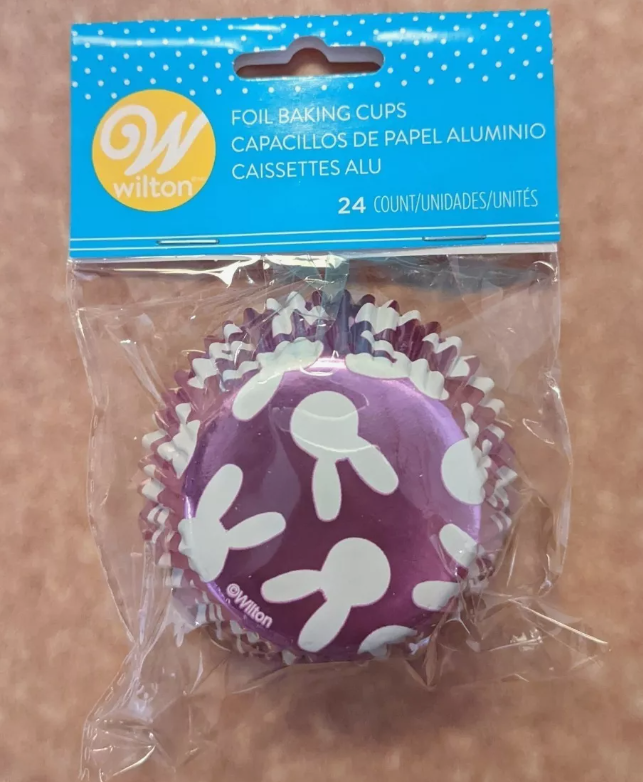 W
wilton
FOIL BAKING CUPS
CAPACILLOS DE PAPEL ALUMINIO
CAISSETTES ALU
24 COUNT/UNIDADES/UNITÉS
©Wilton